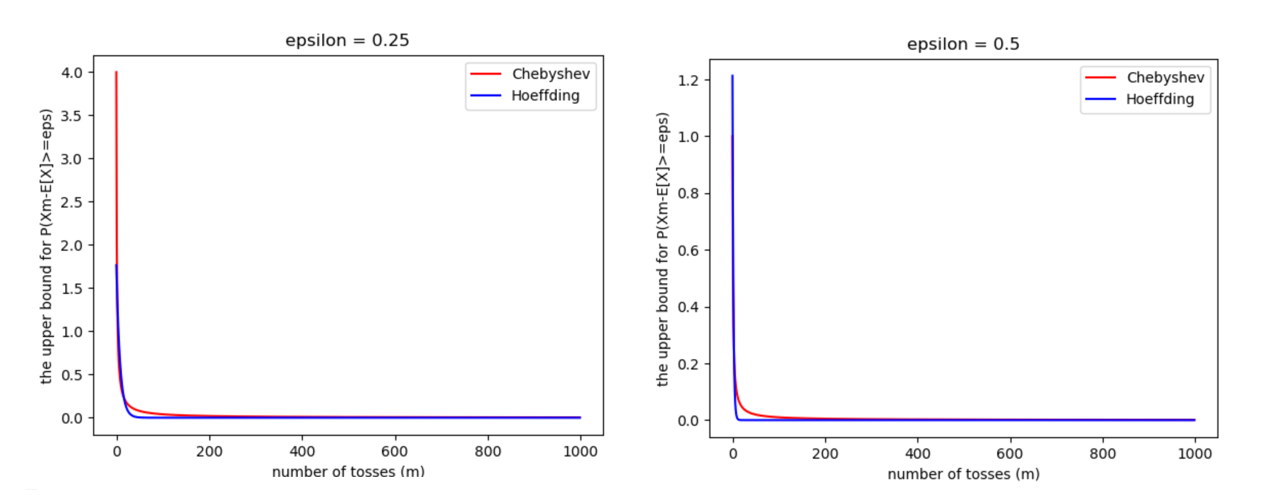 epsilon = 0.25
4.0
3.5
3.0
2.5
2.0
1.5
1.0
0.5
0.0
the upper bound for P(Xm-E[X]>=eps)
Chebyshev
Hoeffding
0 200 400 600 800 1000
number of tosses (m)
epsilon = 0.5
1.2
1.0
0.8
0.6
0.4
0.2
0.0
the upper bound for P(Xm-E[X]>=eps)
Chebyshev
Hoeffding
0 200 400 600 800 1000
number of tosses (m)